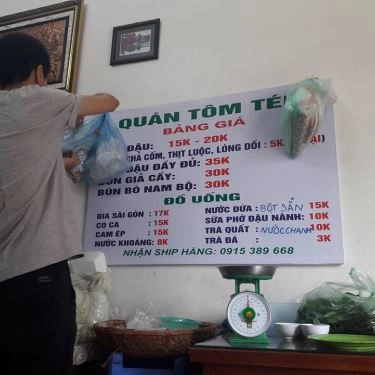 QUÁN TÔM TÉ
BẢNG GIÁ
ĐẬU: 15K - 20K
CHẢ CỐM, THỊT LUỘC, LÒNG DỒI : 5K
ĐẬU ĐẦY ĐỦ: 35K
BÚN GIẢ CẦY: 30K
BÚN BÒ NAM BỘ: 30K
ĐỒ UỐNG
BIA SÀI GÒN : 17K
CO CA : 15K
CAM ÉP : 15K
NƯỚC KHOÁNG: 8K
NƯỚC DỪA: BỘT SẮN 15K
SỮA PHỞ ĐẬU NÀNH: 10K
TRÀ QUẤT : NƯỚC CHANH 10K
TRÀ ĐÁ : 3K
NHẬN SHIP HÀNG: 0915 389 668